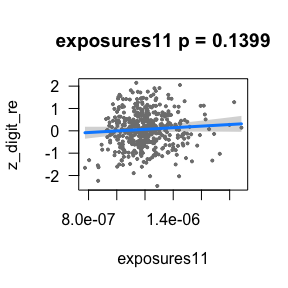 exposures11 p = 0.1399
z_digit_re
2
1
0
-1
-2
8.0e-07 1.4e-06
exposures11